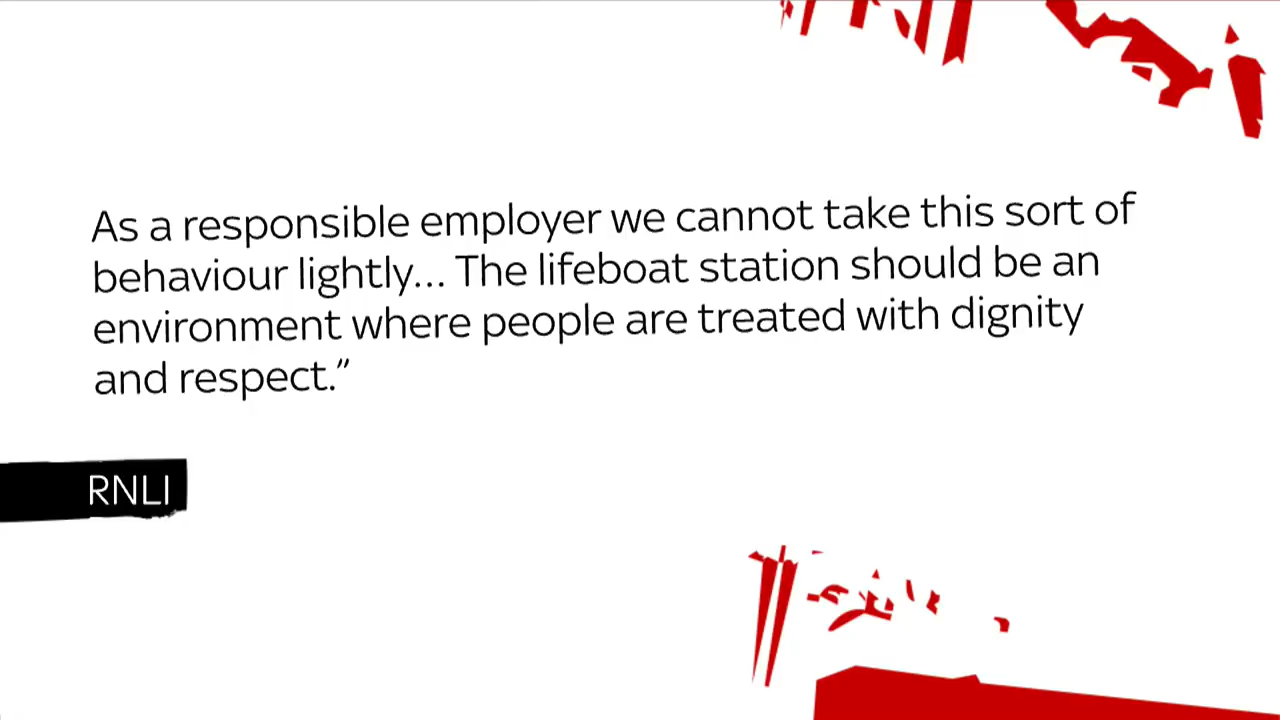 As a responsible employer we cannot take this sort of
behaviour lightly... The lifeboat station should be an
environment where people are treated with dignity
and respect.”
RNLI